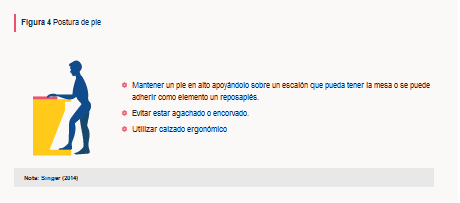 Figura 4 Postura de pie
Mantener un pie en alto apoyándolo sobre un escalón que pueda tener la mesa o se puede
adherir como elemento un reposapiés.
Evitar estar agachado o encorvado.
Utilizar calzado ergonómico
Nota: Singer (2014)